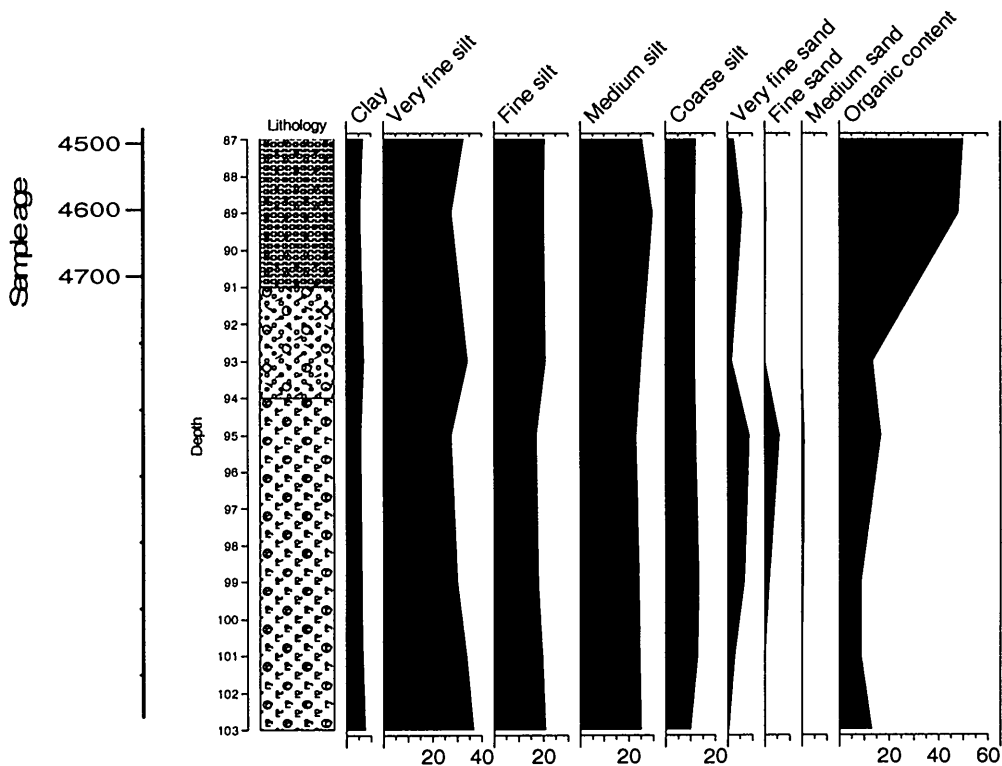 Clay
Very fine silt
Fine silt
Medium silt
Coarse silt
Very fine sand
Fine sand
Medium sand
Organic content
Lithology
Sample age
4500
4600
4700
Depth
87
88
89
90
91
92
93
94
95
96
97
98
99
100
101
102
103
20 40 20 20 20 20 40 60